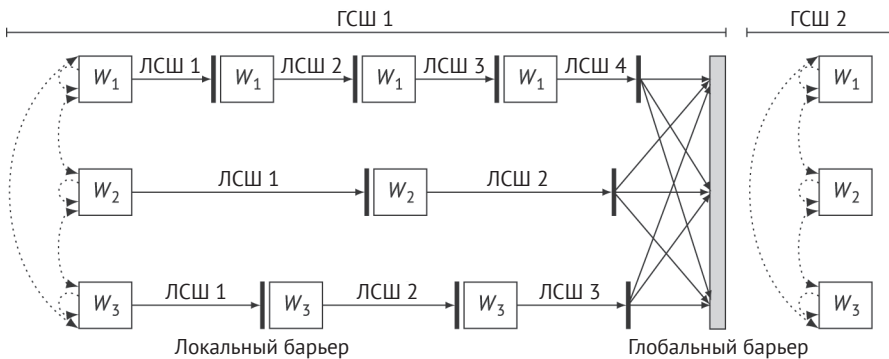 ГСШ 1 ГСШ 2
W1 ЛСШ 1 W1 ЛСШ 2 W1 ЛСШ 3 W1 ЛСШ 4 W1
W2 ЛСШ 1 W2 ЛСШ 2 W2
W3 ЛСШ 1 W3 ЛСШ 2 W3 ЛСШ 3 W3
Локальный барьер Глобальный барьер